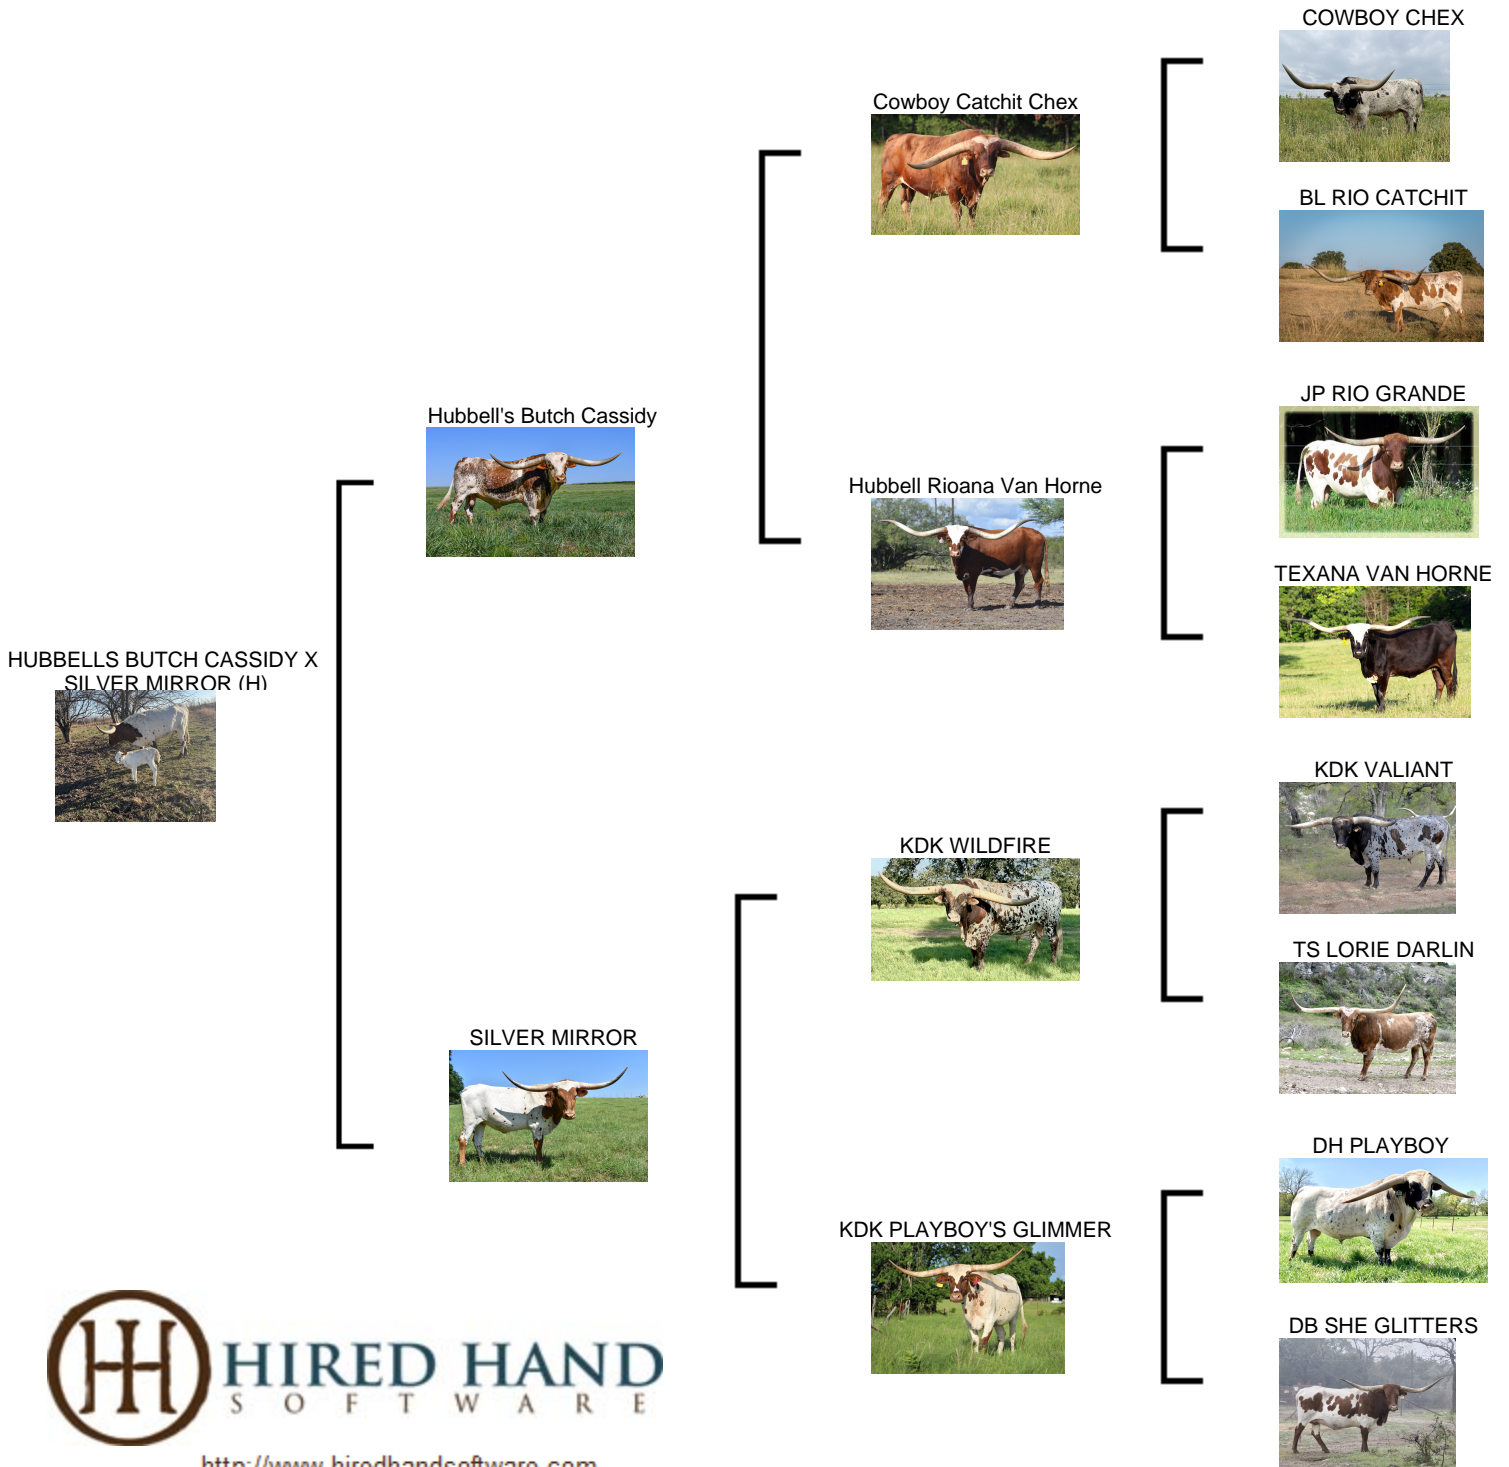 COWBOY CHEX
Cowboy Catchit Chex
BL RIO CATCHIT
Hubbell's Butch Cassidy
JP RIO GRANDE
Hubbell Rioana Van Horne
TEXANA VAN HORNE
HUBBELLS BUTCH CASSIDY X
SILVER MIRROR (H)
KDK VALIANT
KDK WILDFIRE
TS LORIE DARLIN
SILVER MIRROR
DH PLAYBOY
KDK PLAYBOY'S GLIMMER
DB SHE GLITTERS
HIRED HAND
SOFTWARE
http://www.hiredhandsoftware.com